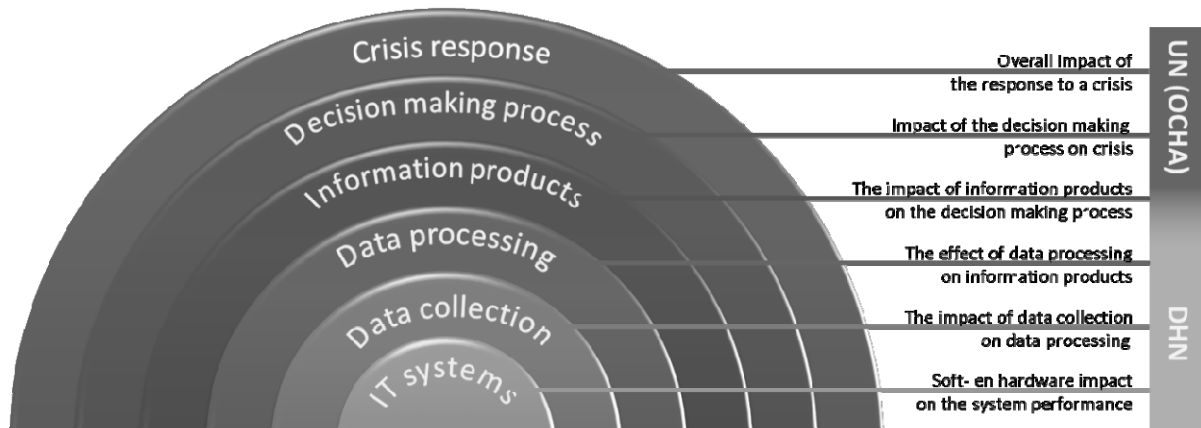 Crisis response
Decision making process
Information products
Data processing
Data collection
IT systems
Overall impact of
the response to a crisis
Impact of the decision making
process on crisis
The impact of information products
on the decision making process
The effect of data processing
on information products
The impact of data collection
on data processing
Soft- en hardware impact
on the system performance
UN (OCHA)
DHN